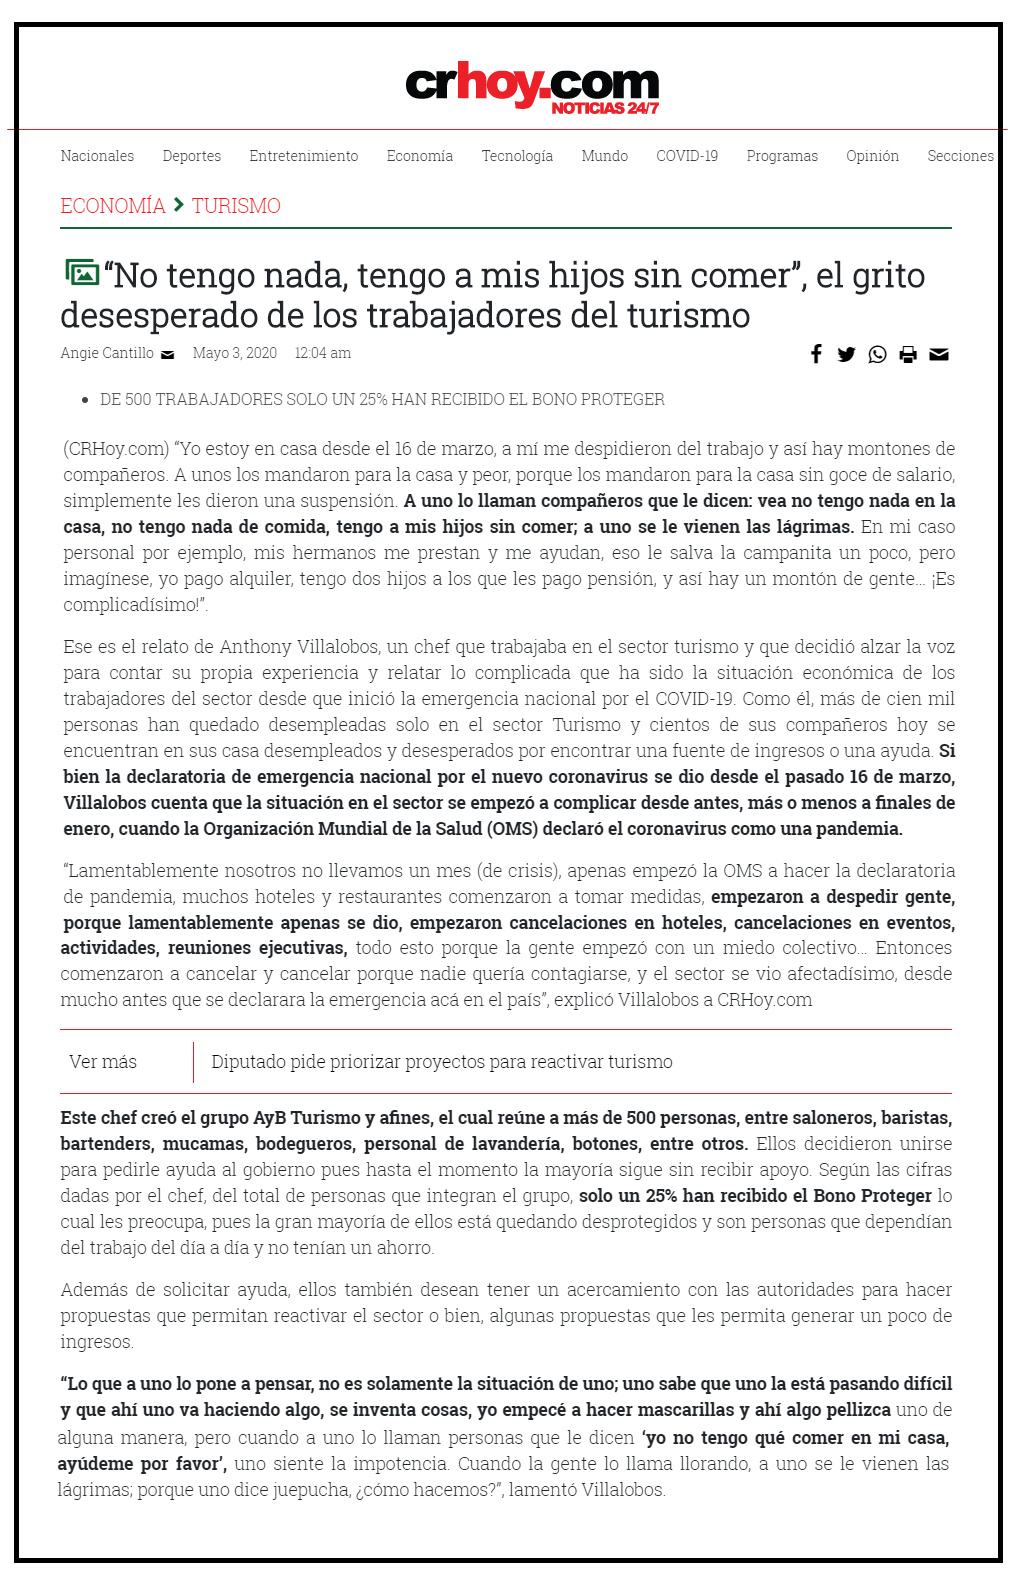 crhoy.com
NOTICIAS 24/7
Nacionales Deportes Entretenimiento Economía Tecnología Mundo COVID-19 Programas Opinión Secciones
ECONOMÍA > TURISMO
“No tengo nada, tengo a mis hijos sin comer”, el grito
desesperado de los trabajadores del turismo
Angie Cantillo Mayo 3, 2020 12:04 am
• DE 500 TRABAJADORES SOLO UN 25% HAN RECIBIDO EL BONO PROTEGER
(CRHoy.com) “Yo estoy en casa desde el 16 de marzo, a mí me despidieron del trabajo y así hay montones de
compañeros. A unos los mandaron para la casa y peor, porque los mandaron para la casa sin goce de salario,
simplemente les dieron una suspensión. A uno lo llaman compañeros que le dicen: vea no tengo nada en la
casa, no tengo nada de comida, tengo a mis hijos sin comer; a uno se le vienen las lágrimas. En mi caso
personal por ejemplo, mis hermanos me prestan y me ayudan, eso le salva la campanita un poco, pero
imagínese, yo pago alquiler, tengo dos hijos a los que les pago pensión, y así hay un montón de gente... ¡Es
complicadísimo!”.
Ese es el relato de Anthony Villalobos, un chef que trabajaba en el sector turismo y que decidió alzar la voz
para contar su propia experiencia y relatar lo complicada que ha sido la situación económica de los
trabajadores del sector desde que inició la emergencia nacional por el COVID-19. Como él, más de cien mil
personas han quedado desempleadas solo en el sector Turismo y cientos de sus compañeros hoy se
encuentran en sus casa desempleados y desesperados por encontrar una fuente de ingresos o una ayuda. Si
bien la declaratoria de emergencia nacional por el nuevo coronavirus se dio desde el pasado 16 de marzo,
Villalobos cuenta que la situación en el sector se empezó a complicar desde antes, más o menos a finales de
enero, cuando la Organización Mundial de la Salud (OMS) declaró el coronavirus como una pandemia.
“Lamentablemente nosotros no llevamos un mes (de crisis), apenas empezó la OMS a hacer la declaratoria
de pandemia, muchos hoteles y restaurantes comenzaron a tomar medidas, empezaron a despedir gente,
porque lamentablemente apenas se dio, empezaron cancelaciones en hoteles, cancelaciones en eventos,
actividades, reuniones ejecutivas, todo esto porque la gente empezó con un miedo colectivo... Entonces
comenzaron a cancelar y cancelar porque nadie quería contagiarse, y el sector se vio afectadísimo, desde
mucho antes que se declarara la emergencia acá en el país”, explicó Villalobos a CRHoy.com
Ver más Diputado pide priorizar proyectos para reactivar turismo
Este chef creó el grupo AyB Turismo y afines, el cual reúne a más de 500 personas, entre saloneros, baristas,
bartenders, mucamas, bodegueros, personal de lavandería, botones, entre otros. Ellos decidieron unirse
para pedirle ayuda al gobierno pues hasta el momento la mayoría sigue sin recibir apoyo. Según las cifras
dadas por el chef, del total de personas que integran el grupo, solo un 25% han recibido el Bono Proteger lo
cual les preocupa, pues la gran mayoría de ellos está quedando desprotegidos y son personas que dependían
del trabajo del día a día y no tenían un ahorro.
Además de solicitar ayuda, ellos también desean tener un acercamiento con las autoridades para hacer
propuestas que permitan reactivar el sector o bien, algunas propuestas que les permita generar un poco de
ingresos.
“Lo que a uno lo pone a pensar, no es solamente la situación de uno; uno sabe que uno la está pasando difícil
y que ahí uno va haciendo algo, se inventa cosas, yo empecé a hacer mascarillas y ahí algo pellizca uno de
alguna manera, pero cuando a uno lo llaman personas que le dicen ‘yo no tengo qué comer en mi casa,
ayúdeme por favor’, uno siente la impotencia. Cuando la gente lo llama llorando, a uno se le vienen las
lágrimas; porque uno dice juepucha, ¿cómo hacemos?”, lamentó Villalobos.